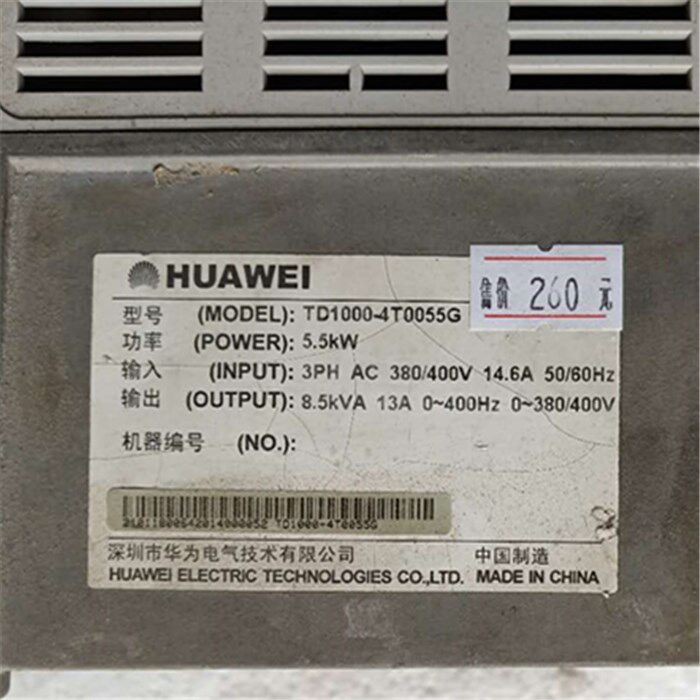 HUAWEI
售价 260 元
型号 (MODEL): TD1000-4T0055G
功率 (POWER): 5.5kW
输入 (INPUT): 3PH AC 380/400V 14.6A 50/60Hz
输出 (OUTPUT): 8.5kVA 13A 0~400Hz 0~380/400V
机器编号 (NO.):
TD1000-4T0055G
深圳市华为电气技术有限公司 中国制造
HUAWEI ELECTRIC TECHNOLOGIES CO.,LTD. MADE IN CHINA